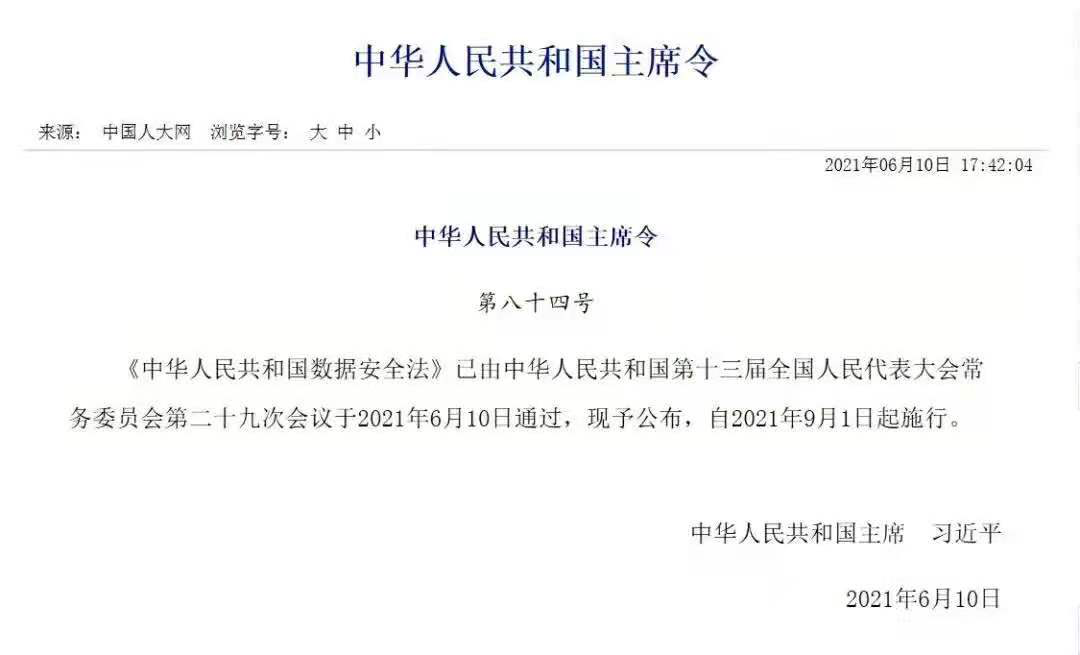 中华人民共和国主席令
来源： 中国人大网 浏览字号： 大 中 小
2021年06月10日 17:42:04
中华人民共和国主席令
第八十四号
《中华人民共和国数据安全法》已由中华人民共和国第十三届全国人民代表大会常
务委员会第二十九次会议于2021年6月10日通过，现予公布，自2021年9月1日起施行。
中华人民共和国主席 习近平
2021年6月10日